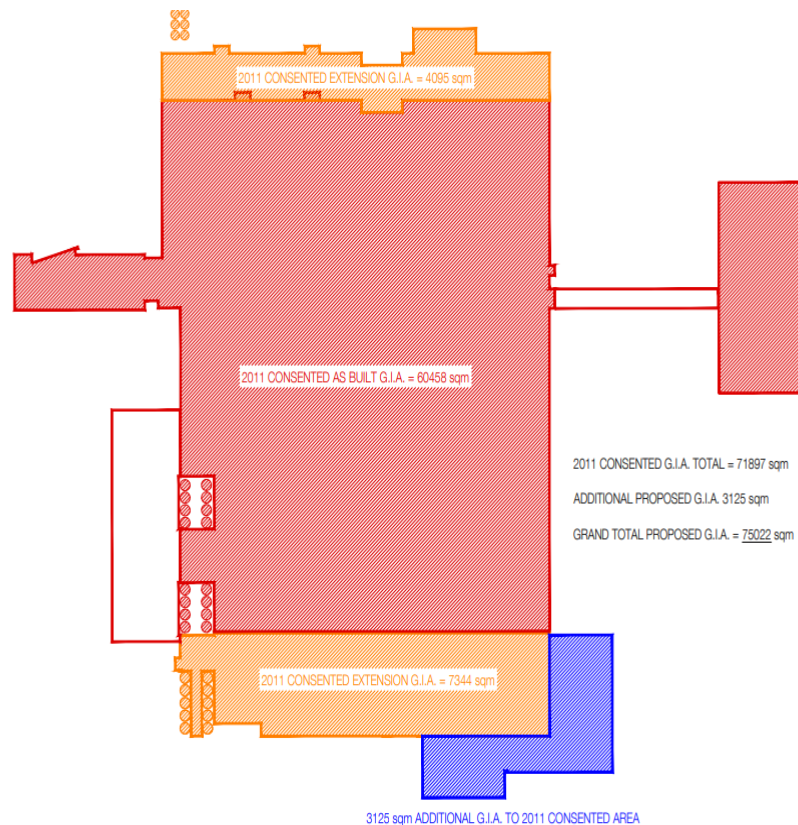 2011 CONSENTED EXTENSION G.I.A. = 4095 sqm
2011 CONSENTED AS BUILT G.I.A. = 60458 sqm
2011 CONSENTED G.I.A. TOTAL = 71897 sqm
ADDITIONAL PROPOSED G.I.A. 3125 sqm
GRAND TOTAL PROPOSED G.I.A. = 75022 sqm
2011 CONSENTED EXTENSION G.I.A. = 7344 sqm
3125 sqm ADDITIONAL G.I.A. TO 2011 CONSENTED AREA